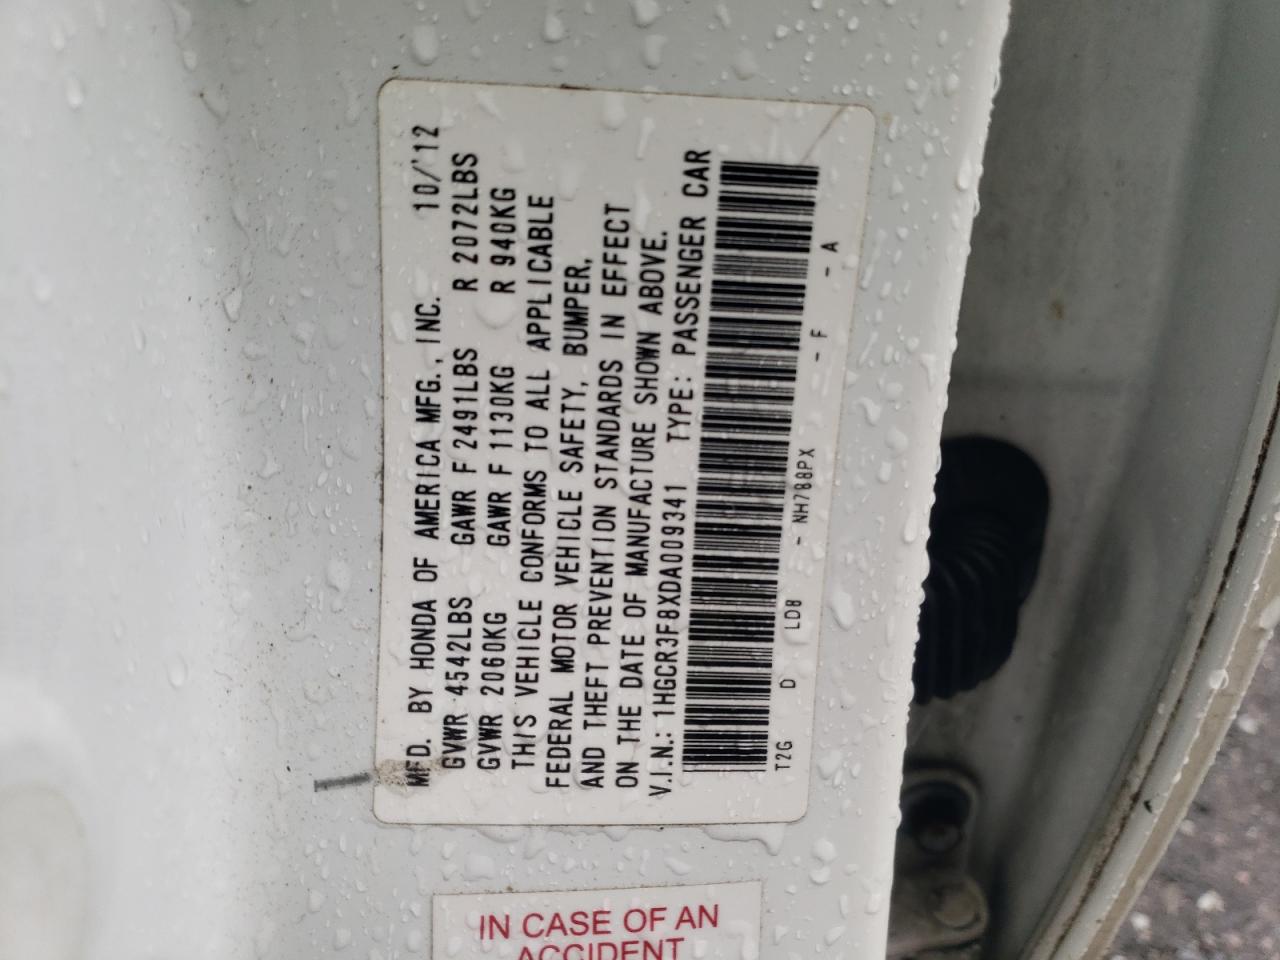 MFD. BY HONDA OF AMERICA MFG., INC. 10/'12
GVWR 4542LBS GAWR F 2491LBS R 2072LBS
GVWR 2060KG GAWR F 1130KG R 940KG
THIS VEHICLE CONFORMS TO ALL APPLICABLE
FEDERAL MOTOR VEHICLE SAFETY, BUMPER,
AND THEFT PREVENTION STANDARDS IN EFFECT
ON THE DATE OF MANUFACTURE SHOWN ABOVE.
V.I.N.: 1HGCR3F8XDA009341 TYPE: PASSENGER CAR
T2G D LD8 - NH788PX - F - A
IN CASE OF AN
ACCIDENT